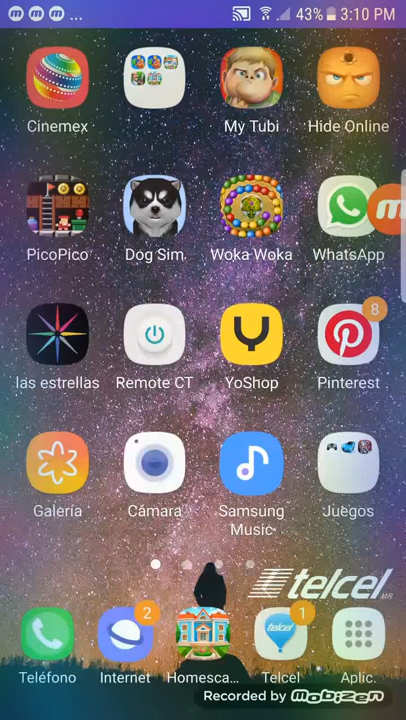 43% 3:10 PM
Cinemex
My Tubi
Hide Online
PicoPico
Dog Sim.
Woka Woka
WhatsApp
8
las estrellas
Remote CT
YoShop
Pinterest
Galería
Cámara
Samsung
Music
Juegos
telcel MR
2
1
Teléfono
Internet
Homesca...
Telcel
Aplic.
Recorded by mobizen